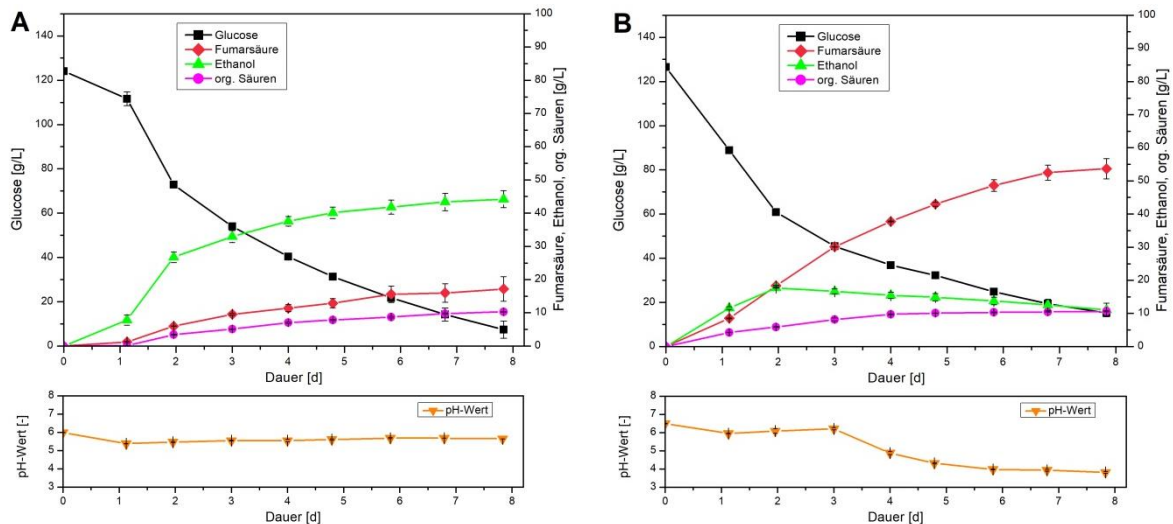 A
Glucose
Fumarsäure
Ethanol
org. Säuren
Glucose [g/L]
140
120
100
80
60
40
20
0
Fumarsäure, Ethanol, org. Säuren [g/L]
100
90
80
70
60
50
40
30
20
10
0
0 1 2 3 4 5 6 7 8
Dauer [d]
pH-Wert
pH-Wert [-]
8
7
6
5
4
3
0 1 2 3 4 5 6 7 8
Dauer [d]
B
Glucose
Fumarsäure
Ethanol
org. Säuren
Glucose [g/L]
140
120
100
80
60
40
20
0
Fumarsäure, Ethanol, org. Säuren [g/L]
100
90
80
70
60
50
40
30
20
10
0
0 1 2 3 4 5 6 7 8
Dauer [d]
pH-Wert
pH-Wert [-]
8
7
6
5
4
3
0 1 2 3 4 5 6 7 8
Dauer [d]